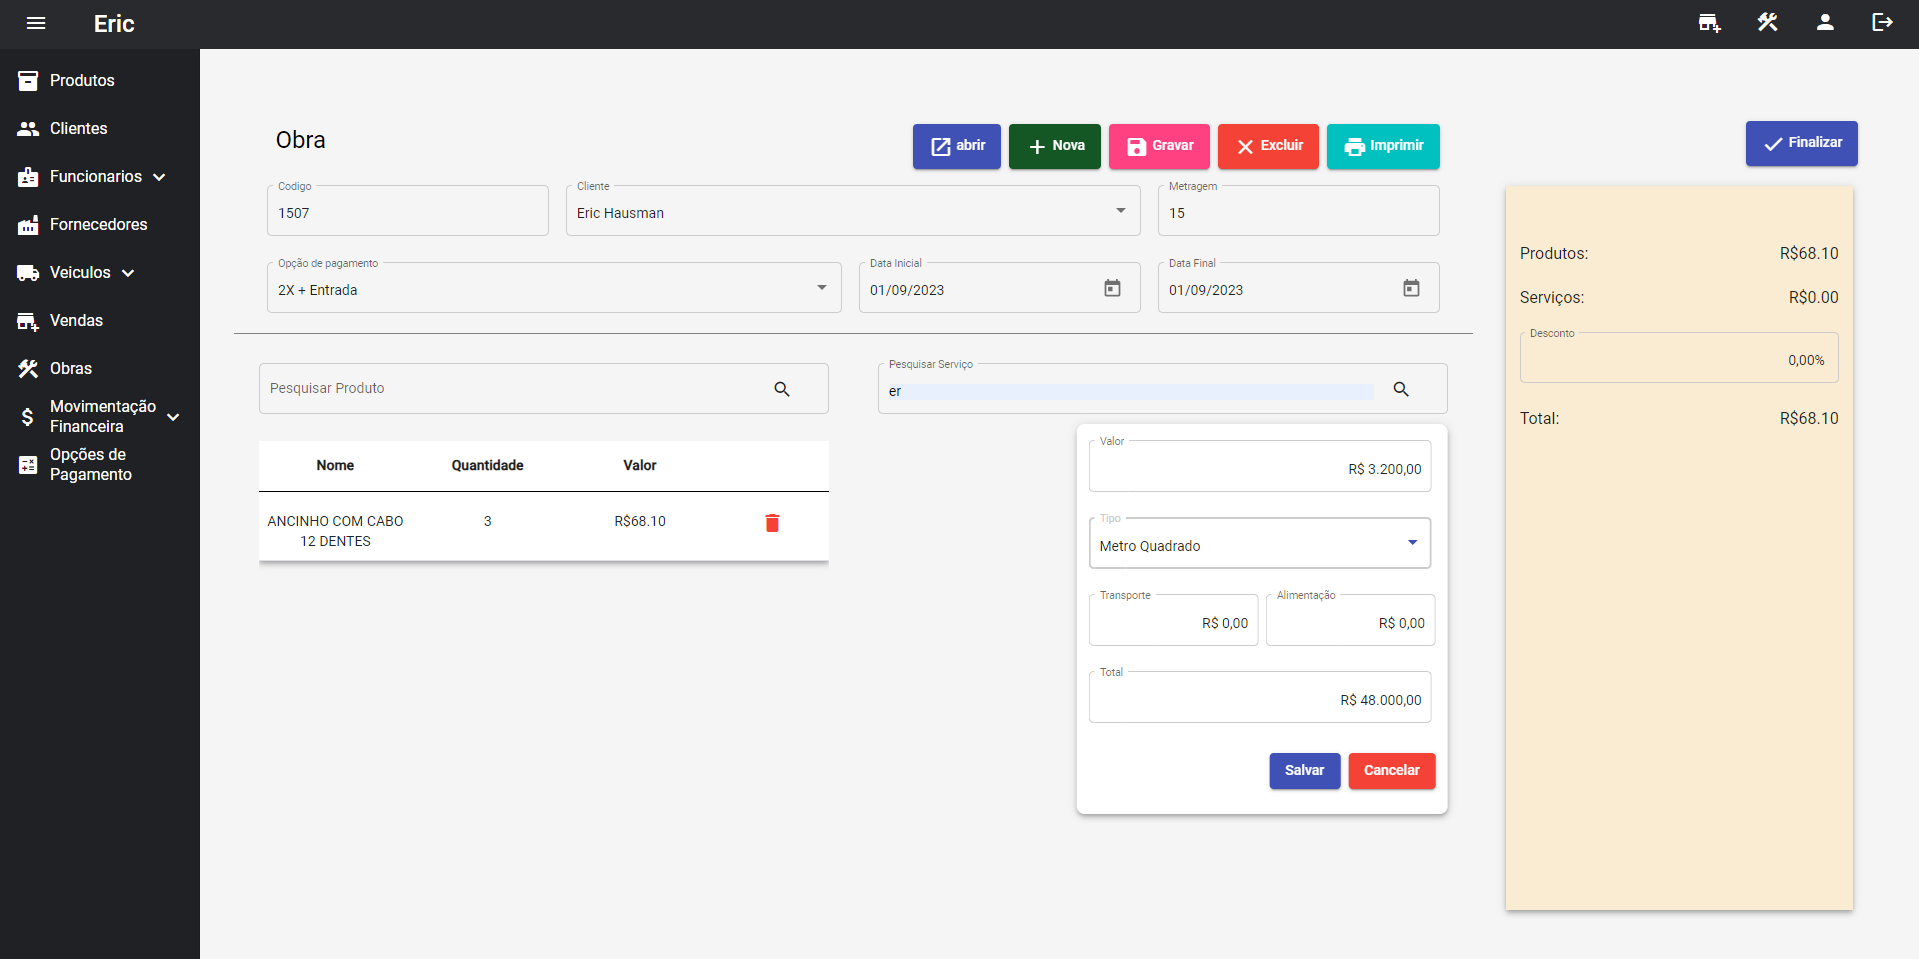 Eric
Produtos
Clientes
Funcionarios
Fornecedores
Veiculos
Vendas
Obras
Movimentação
Financeira
Opções de
Pagamento
Obra
abrir
Nova
Gravar
Excluir
Imprimir
Finalizar
Codigo
1507
Cliente
Eric Hausman
Metragem
15
Opção de pagamento
2X + Entrada
Data Inicial
01/09/2023
Data Final
01/09/2023
Pesquisar Produto
Pesquisar Serviço
er
Nome Quantidade Valor
ANCINHO COM CABO 3 R$68.10
12 DENTES
Valor
R$ 3.200,00
Tipo
Metro Quadrado
Transporte
R$ 0,00
Alimentação
R$ 0,00
Total
R$ 48.000,00
Salvar
Cancelar
Produtos: R$68.10
Serviços: R$0.00
Desconto
0,00%
Total: R$68.10